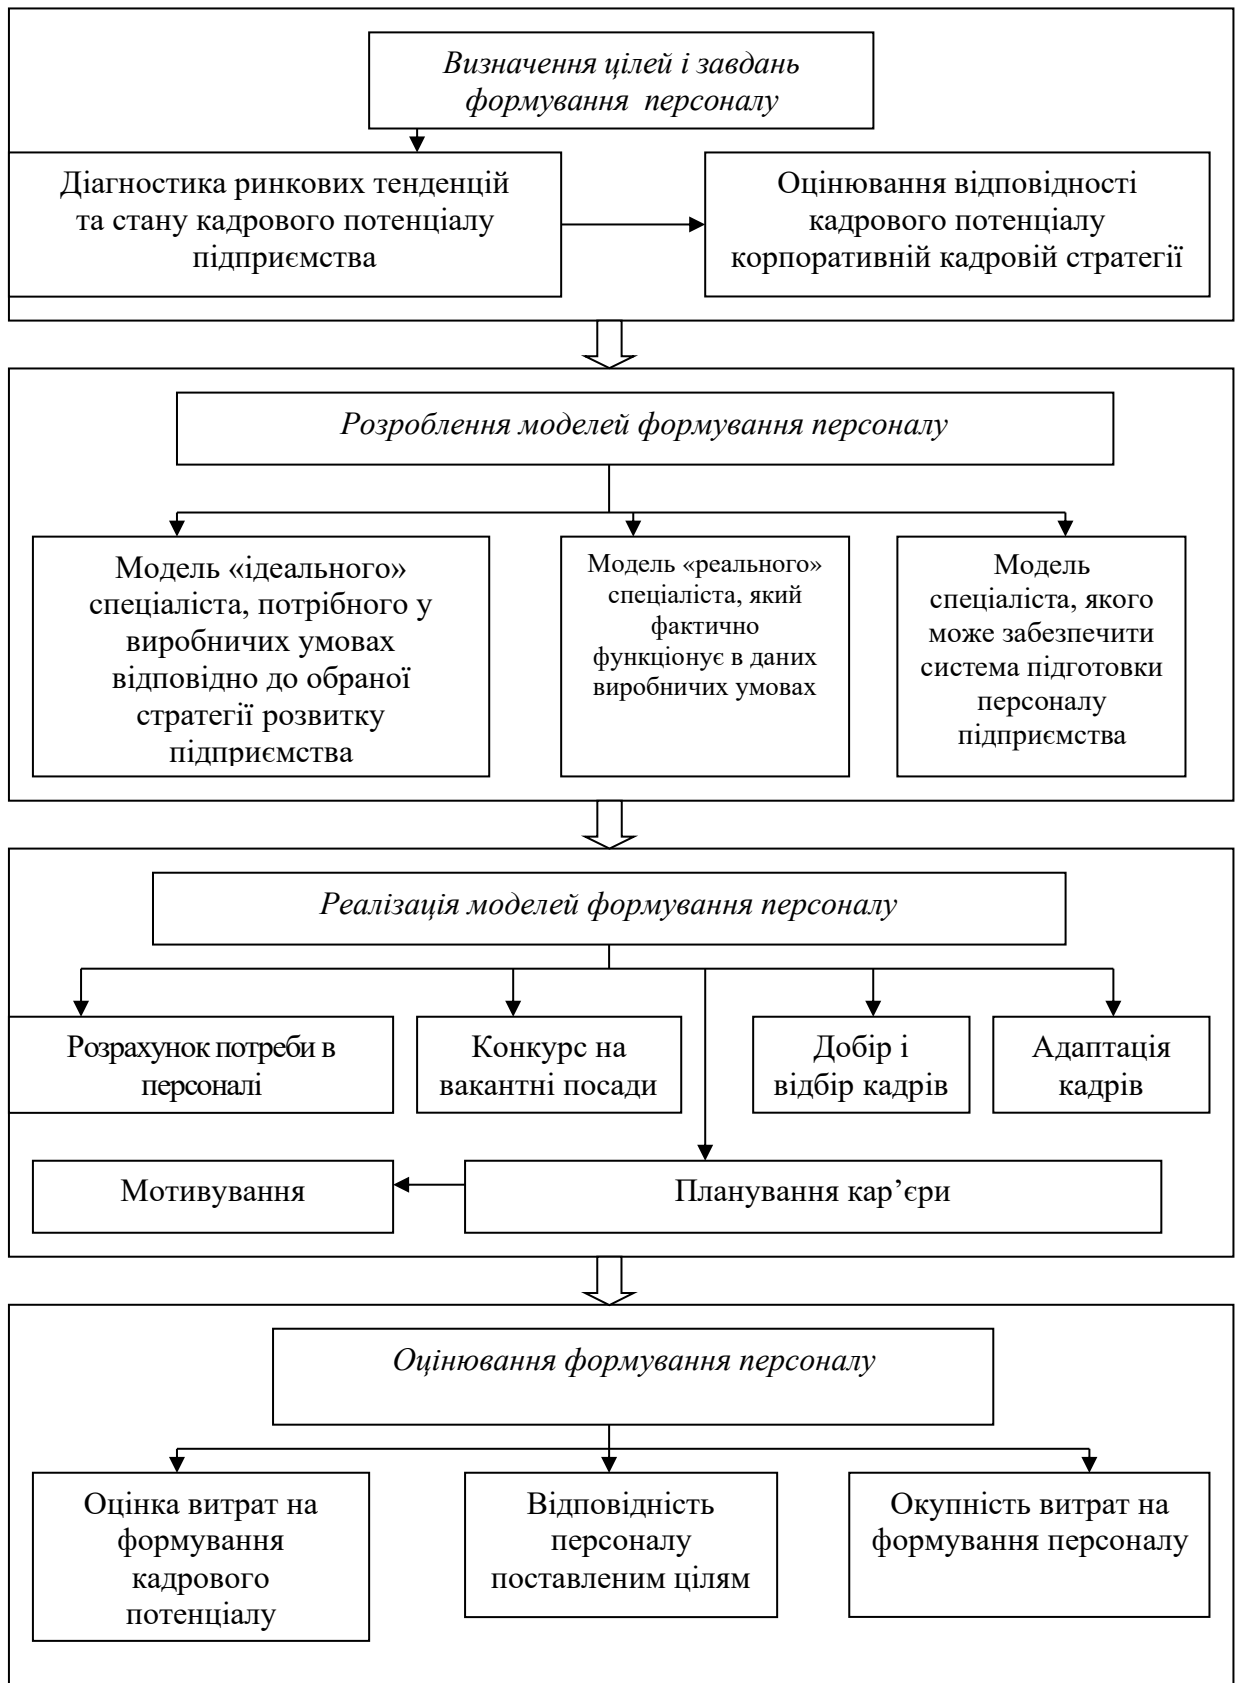 Визначення цілей і завдань
формування персоналу
Діагностика ринкових тенденцій
та стану кадрового потенціалу
підприємства
Оцінювання відповідності
кадрового потенціалу
корпоративній кадровій стратегії
Розроблення моделей формування персоналу
Модель «ідеального»
спеціаліста, потрібного у
виробничих умовах
відповідно до обраної
стратегії розвитку
підприємства
Модель «реального»
спеціаліста, який
фактично
функціонує в даних
виробничих умовах
Модель
спеціаліста, якого
може забезпечити
система підготовки
персоналу
підприємства
Реалізація моделей формування персоналу
Розрахунок потреби в
персоналі
Конкурс на
вакантні посади
Добір і
відбір кадрів
Адаптація
кадрів
Мотивування
Планування кар’єри
Оцінювання формування персоналу
Оцінка витрат на
формування
кадрового
потенціалу
Відповідність
персоналу
поставленим цілям
Окупність витрат на
формування персоналу